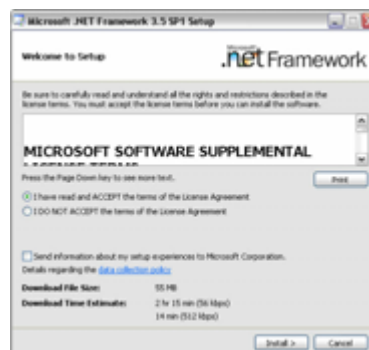 Microsoft .NET Framework 3.5 SP1 Setup
Welcome to Setup
Microsoft
.net Framework
Be sure to carefully read and understand all the rights and restrictions described in the
license terms. You must accept the license terms before you can install the software.
MICROSOFT SOFTWARE SUPPLEMENTAL
LICENSE TERMS
Press the Page Down key to see more text.
Print
I have read and ACCEPT the terms of the License Agreement
I DO NOT ACCEPT the terms of the License Agreement
Send information about my setup experiences to Microsoft Corporation.
Details regarding the data collection policy
Download File Size: 55 MB
Download Time Estimate: 2 hr 15 min (56 kbps)
14 min (512 kbps)
Install >
Cancel